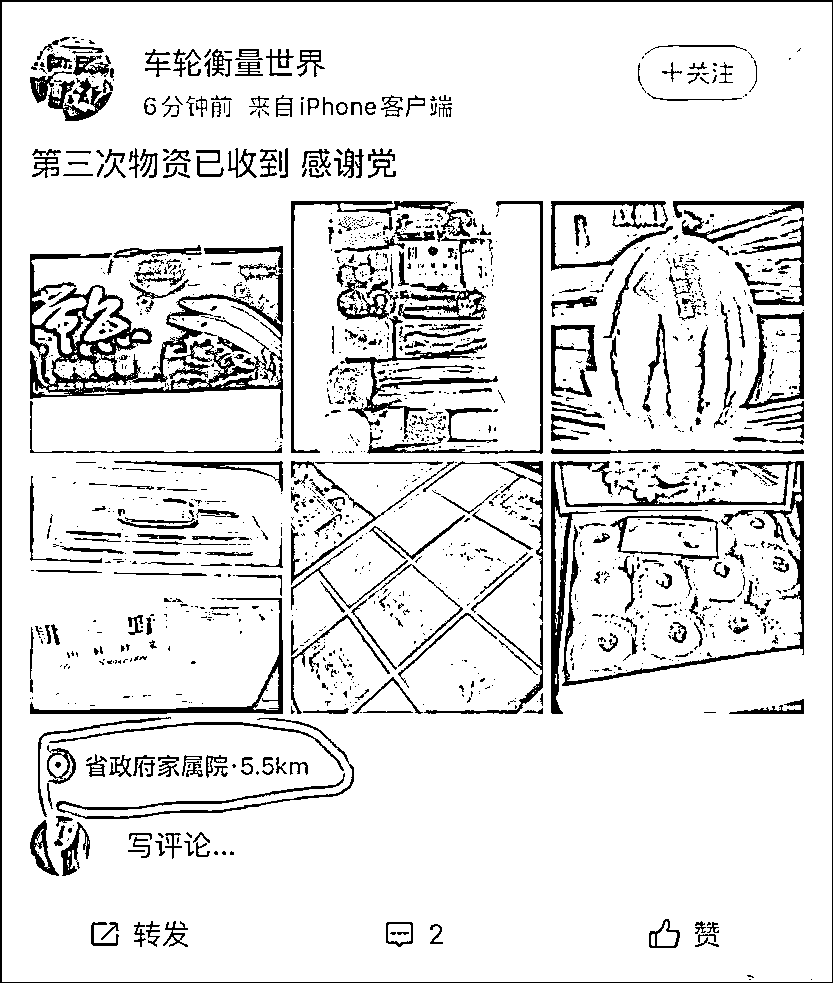 车轮衡量世界
+关注
6分钟前 来自iPhone客户端
第三次物资已收到 感谢党
野
省政府家属院·5.5km
写评论...
转发
2
赞